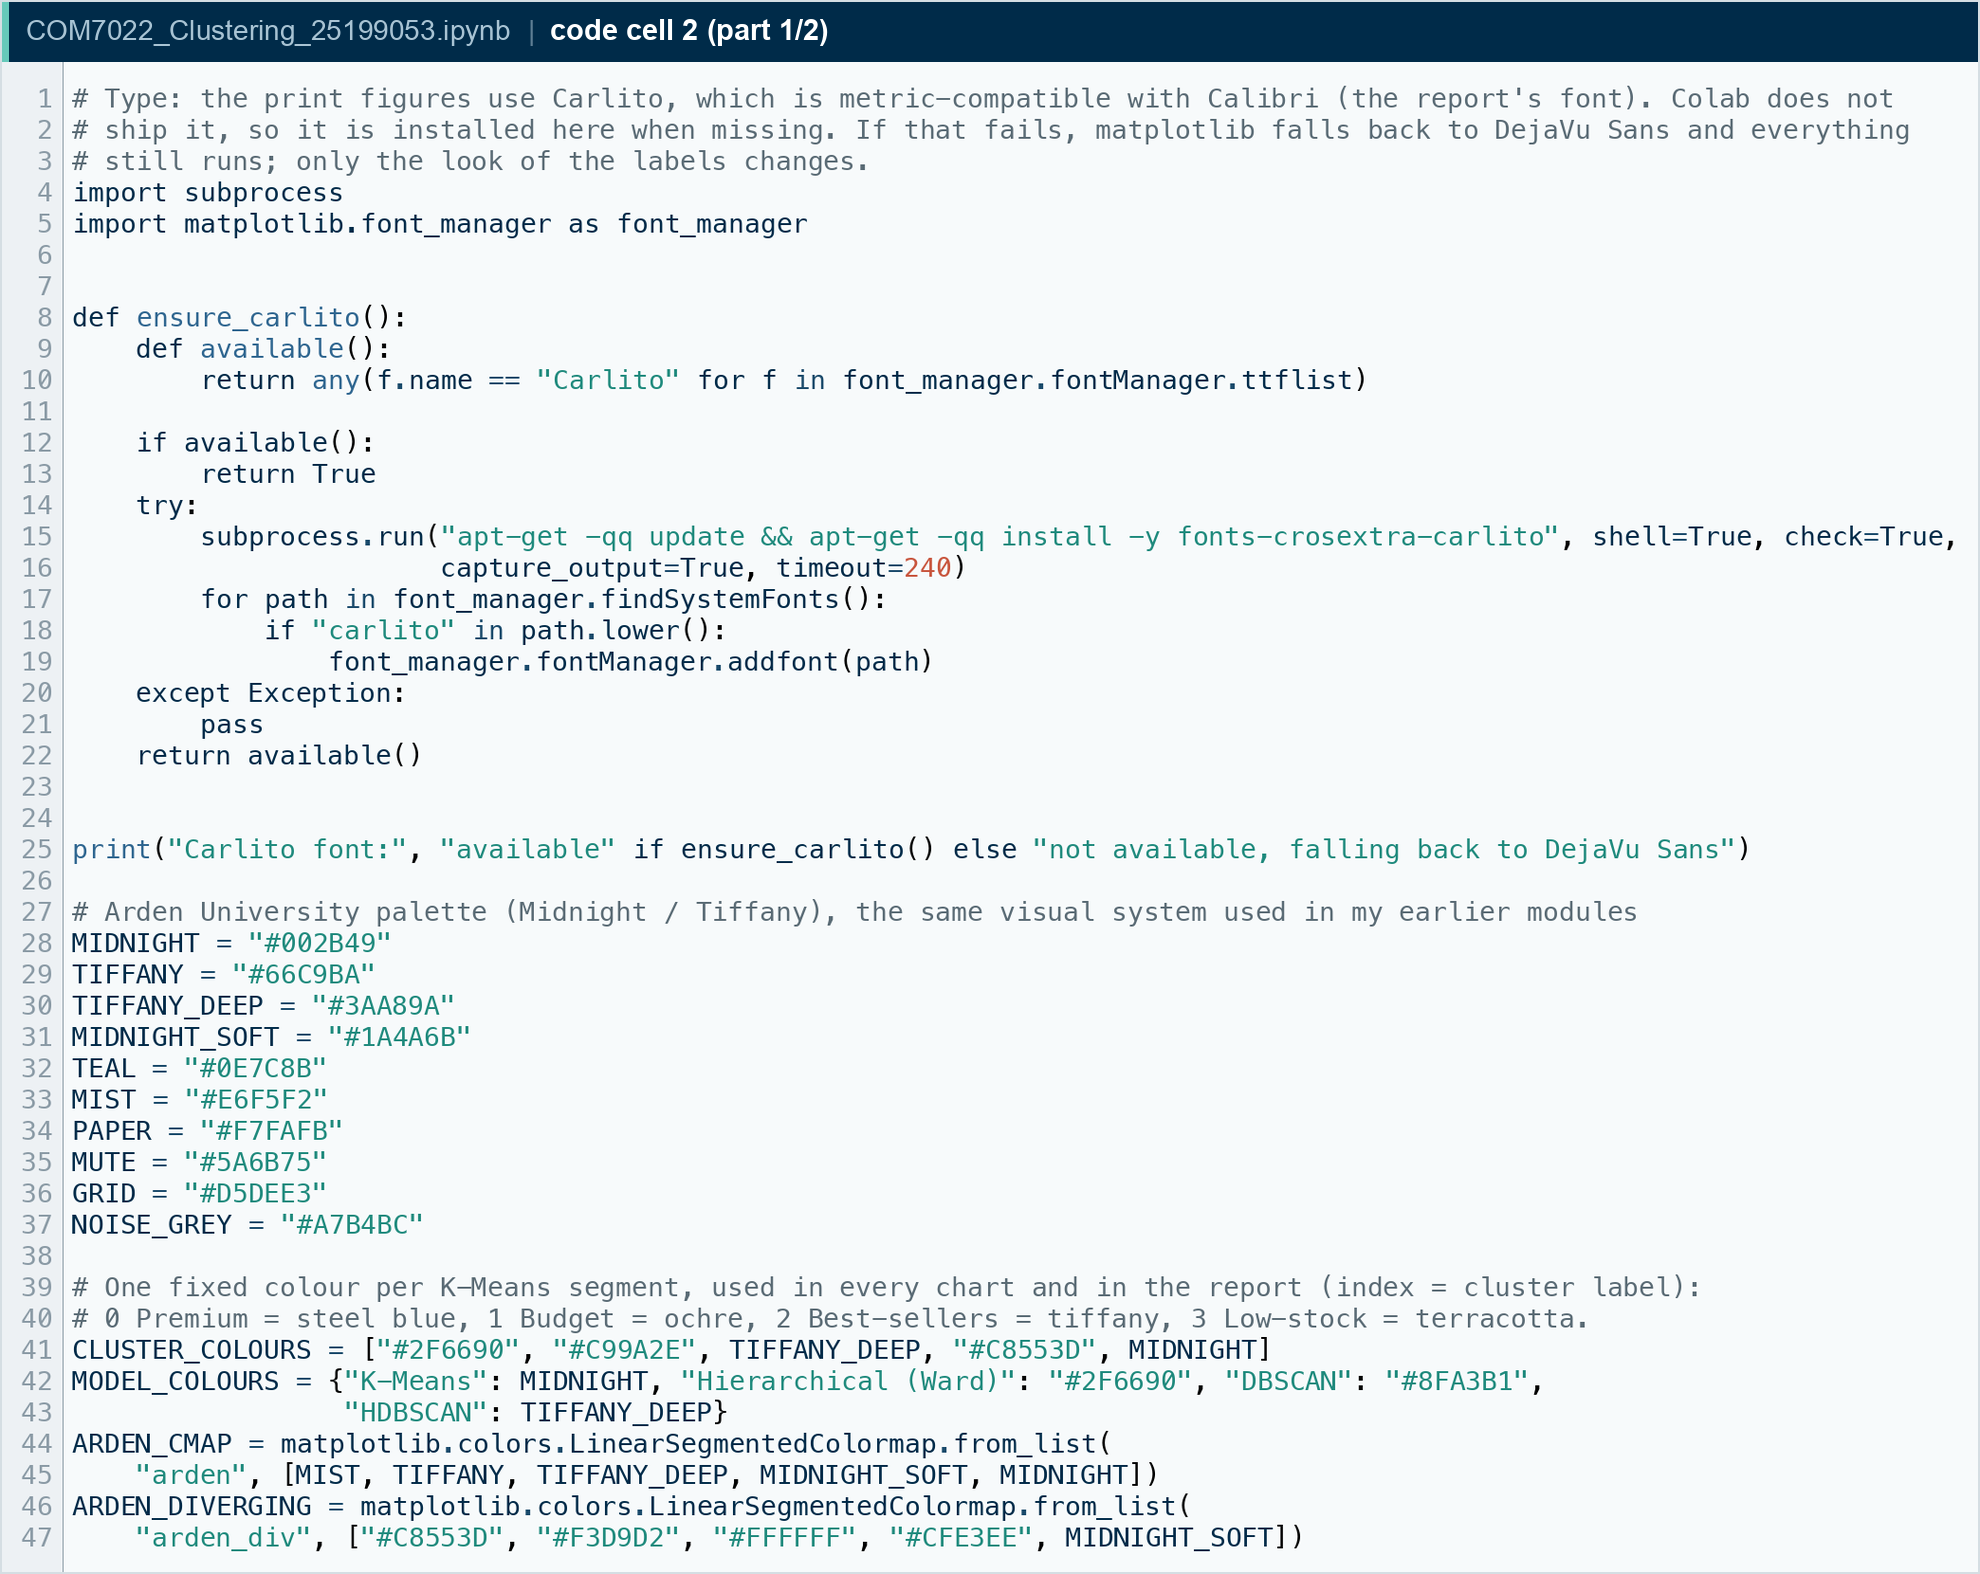 COM7022_Clustering_25199053.ipynb | code cell 2 (part 1/2)
1 # Type: the print figures use Carlito, which is metric-compatible with Calibri (the report's font). Colab does not
2 # ship it, so it is installed here when missing. If that fails, matplotlib falls back to DejaVu Sans and everything
3 # still runs; only the look of the labels changes.
4 import subprocess
5 import matplotlib.font_manager as font_manager
6
7
8 def ensure_carlito():
9     def available():
10         return any(f.name == "Carlito" for f in font_manager.fontManager.ttflist)
11
12     if available():
13         return True
14     try:
15         subprocess.run("apt-get -qq update && apt-get -qq install -y fonts-crosextra-carlito", shell=True, check=True,
16                        capture_output=True, timeout=240)
17         for path in font_manager.findSystemFonts():
18             if "carlito" in path.lower():
19                 font_manager.fontManager.addfont(path)
20     except Exception:
21         pass
22     return available()
23
24
25 print("Carlito font:", "available" if ensure_carlito() else "not available, falling back to DejaVu Sans")
26
27 # Arden University palette (Midnight / Tiffany), the same visual system used in my earlier modules
28 MIDNIGHT = "#002B49"
29 TIFFANY = "#66C9BA"
30 TIFFANY_DEEP = "#3AA89A"
31 MIDNIGHT_SOFT = "#1A4A6B"
32 TEAL = "#0E7C8B"
33 MIST = "#E6F5F2"
34 PAPER = "#F7FAFB"
35 MUTE = "#5A6B75"
36 GRID = "#D5DEE3"
37 NOISE_GREY = "#A7B4BC"
38
39 # One fixed colour per K-Means segment, used in every chart and in the report (index = cluster label):
40 # 0 Premium = steel blue, 1 Budget = ochre, 2 Best-sellers = tiffany, 3 Low-stock = terracotta.
41 CLUSTER_COLOURS = ["#2F6690", "#C99A2E", TIFFANY_DEEP, "#C8553D", MIDNIGHT]
42 MODEL_COLOURS = {"K-Means": MIDNIGHT, "Hierarchical (Ward)": "#2F6690", "DBSCAN": "#8FA3B1",
43                  "HDBSCAN": TIFFANY_DEEP}
44 ARDEN_CMAP = matplotlib.colors.LinearSegmentedColormap.from_list(
45     "arden", [MIST, TIFFANY, TIFFANY_DEEP, MIDNIGHT_SOFT, MIDNIGHT])
46 ARDEN_DIVERGING = matplotlib.colors.LinearSegmentedColormap.from_list(
47     "arden_div", ["#C8553D", "#F3D9D2", "#FFFFFF", "#CFE3EE", MIDNIGHT_SOFT])